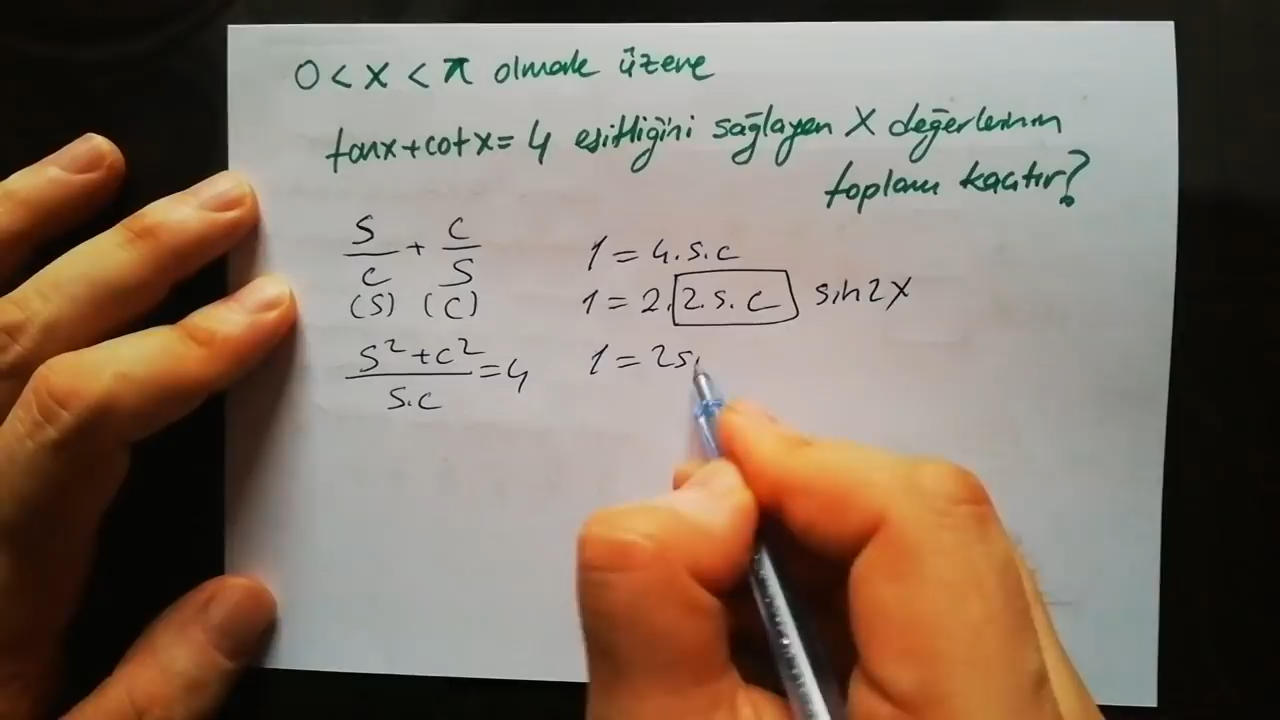 0 < x < π olmak üzere
tanx+cotx=4 eşitliğini sağlayan X değerlerinin
toplamı kaçtır?
S/C + C/S
(S) (C)
S²+C²/S.C =4
1 = 4.s.c
1 = 2.2.s.c sin2x
1 = 2si